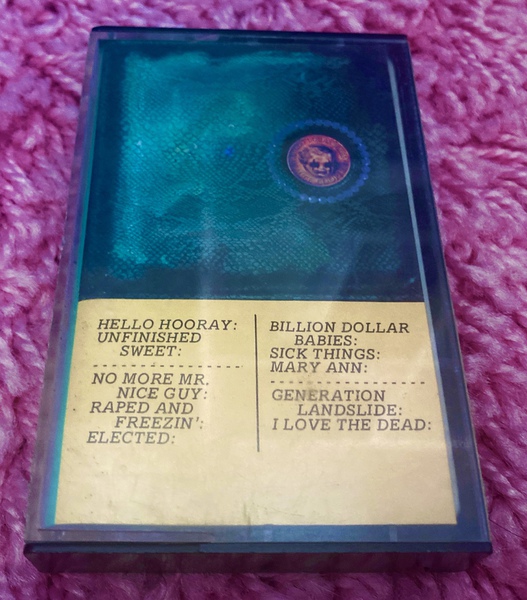 HELLO HOORAY:
UNFINISHED
SWEET:
NO MORE MR.
NICE GUY:
RAPED AND
FREEZIN':
ELECTED:
BILLION DOLLAR
BABIES:
SICK THINGS:
MARY ANN:
GENERATION
LANDSLIDE:
I LOVE THE DEAD: